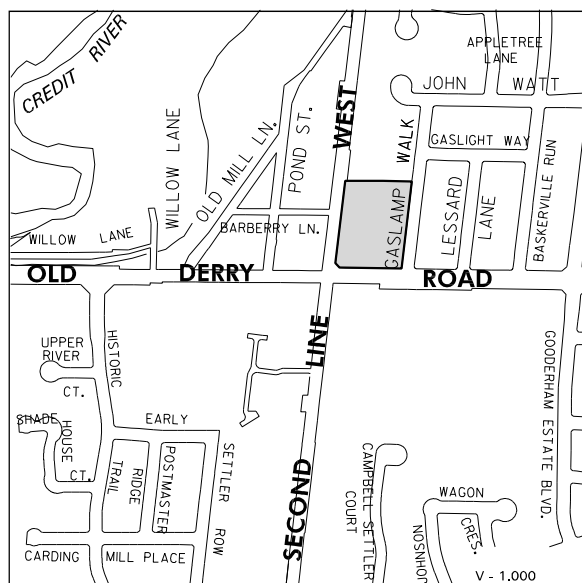 CREDIT RIVER
APPLETREE
LANE
JOHN WATT
WEST
WALK
GASLIGHT WAY
POND ST.
OLD MILL LN.
WILLOW LANE
BASKERVILLE RUN
LESSARD
LANE
GASLAMP
BARBERRY LN.
WILLOW LANE
OLD DERRY ROAD
UPPER
RIVER
CT.
HISTORIC
TRAIL
LINE
SECOND
GOODERHAM ESTATE BLVD.
SHADE
HOUSE
CT.
EARLY
SETTLER
ROW
RIDGE
POSTMASTER
CAMPBELL SETTLER
COURT
WAGON
CRES.
JOHNSON
CARDING
MILL PLACE
V - 1.000